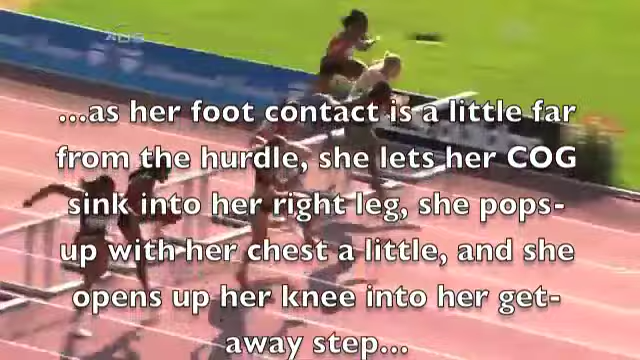 ...as her foot contact is a little far
from the hurdle, she lets her COG
sink into her right leg, she pops-
up with her chest a little, and she
opens up her knee into her get-
away step...